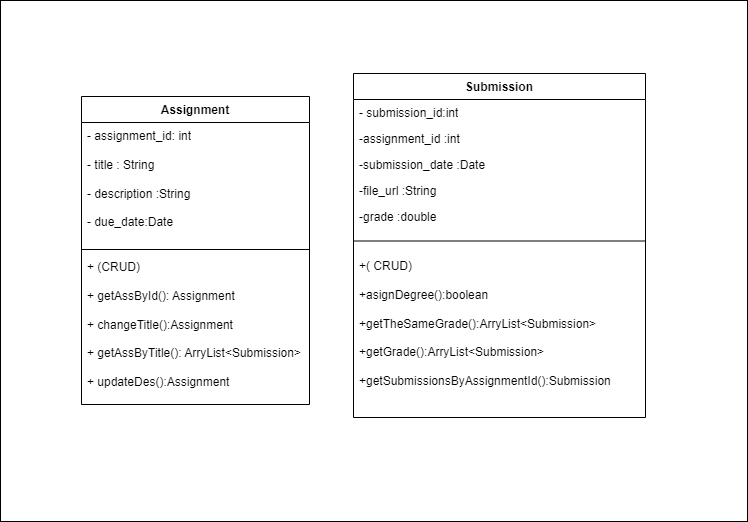 Assignment
- assignment_id: int
- title : String
- description :String
- due_date:Date
+ (CRUD)
+ getAssById(): Assignment
+ changeTitle():Assignment
+ getAssByTitle(): ArryList<Submission>
+ updateDes():Assignment
Submission
- submission_id:int
-assignment_id :int
-submission_date :Date
-file_url :String
-grade :double
+( CRUD)
+asignDegree():boolean
+getTheSameGrade():ArryList<Submission>
+getGrade():ArryList<Submission>
+getSubmissionsByAssignmentId():Submission